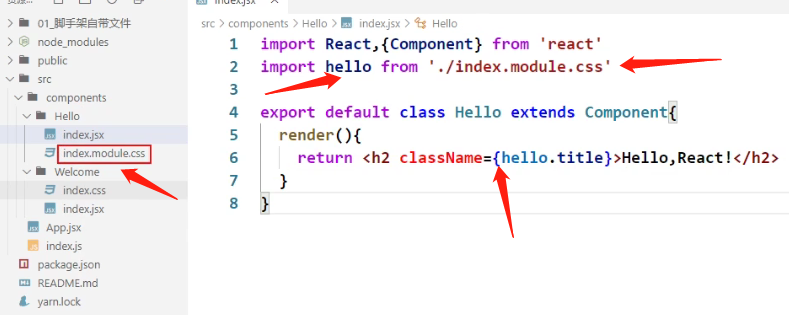 index.jsx
01_脚手架自带文件
node_modules
public
src
components
Hello
index.jsx
index.module.css
Welcome
index.css
index.jsx
App.jsx
index.js
package.json
README.md
yarn.lock
src > components > Hello > index.jsx > Hello
1 import React,{Component} from 'react'
2 import hello from './index.module.css'
3
4 export default class Hello extends Component{
5 render(){
6 return <h2 className={hello.title}>Hello,React!</h2>
7 }
8 }